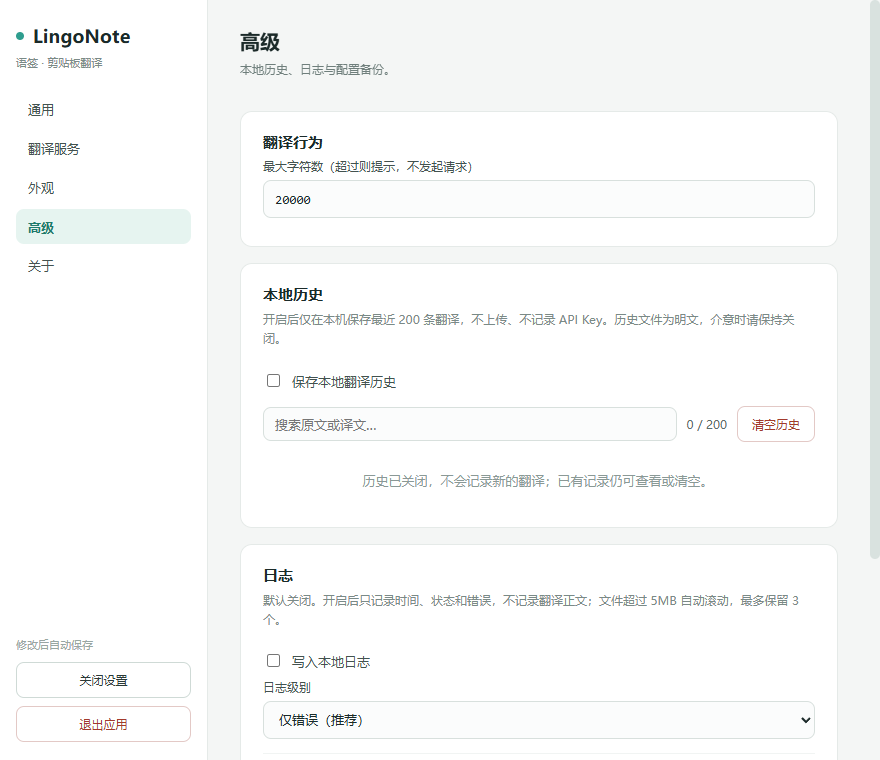 LingoNote
语签 · 剪贴板翻译
通用
翻译服务
外观
高级
关于
修改后自动保存
关闭设置
退出应用
高级
本地历史、日志与配置备份。
翻译行为
最大字符数（超过则提示，不发起请求）
20000
本地历史
开启后仅在本机保存最近 200 条翻译，不上传、不记录 API Key。历史文件为明文，介意时请保持关
闭。
保存本地翻译历史
搜索原文或译文...
0 / 200
清空历史
历史已关闭，不会记录新的翻译；已有记录仍可查看或清空。
日志
默认关闭。开启后只记录时间、状态和错误，不记录翻译正文；文件超过 5MB 自动滚动，最多保留 3
个。
写入本地日志
日志级别
仅错误（推荐）